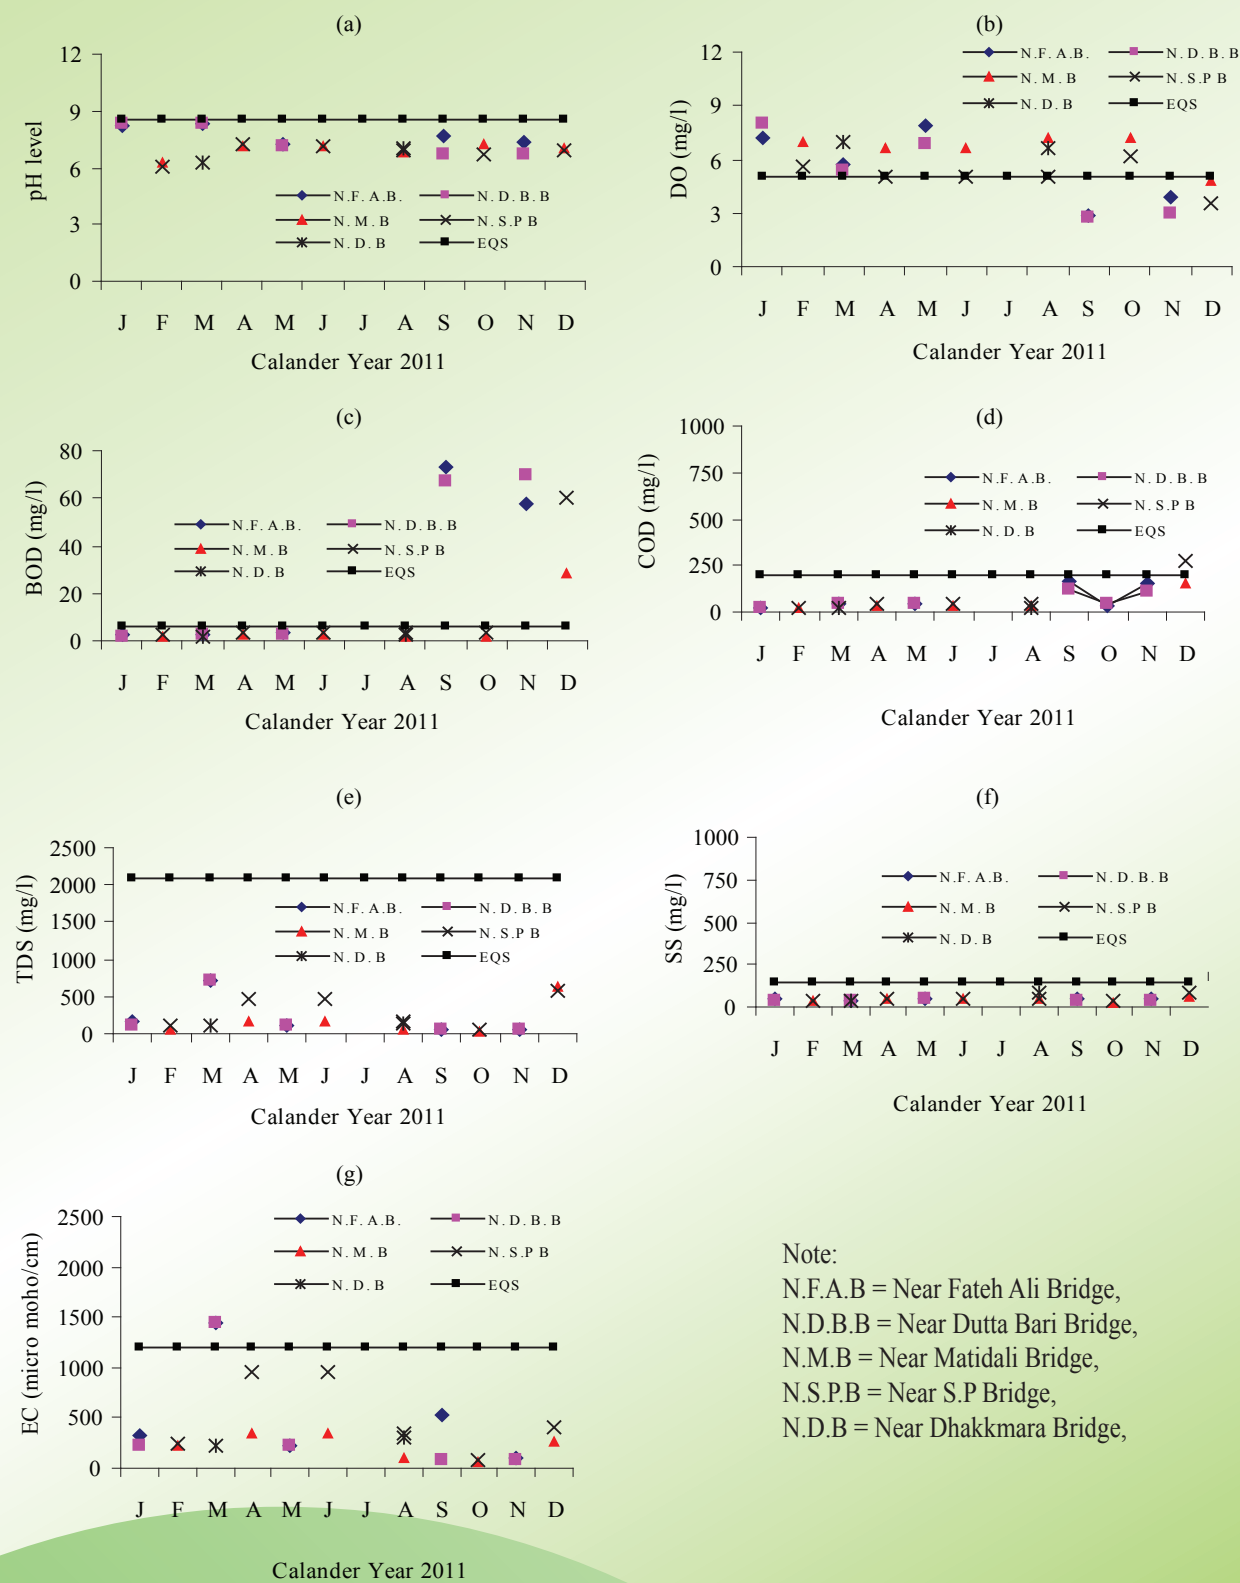 (a)
12
9
6
3
0
pH level
N.F. A.B.
N. D. B. B
N. M. B
N. S.P B
N. D. B
EQS
J F M A M J J A S O N D
Calander Year 2011
(b)
12
9
6
3
0
DO (mg/l)
N.F. A.B.
N. D. B. B
N. M. B
N. S.P B
N. D. B
EQS
J F M A M J J A S O N D
Calander Year 2011
(c)
80
60
40
20
0
BOD (mg/l)
N.F. A.B.
N. D. B. B
N. M. B
N. S.P B
N. D. B
EQS
J F M A M J J A S O N D
Calander Year 2011
(d)
1000
750
500
250
0
COD (mg/l)
N.F. A.B.
N. D. B. B
N. M. B
N. S.P B
N. D. B
EQS
J F M A M J J A S O N D
Calander Year 2011
(e)
2500
2000
1500
1000
500
0
TDS (mg/l)
N.F. A.B.
N. D. B. B
N. M. B
N. S.P B
N. D. B
EQS
J F M A M J J A S O N D
Calander Year 2011
(f)
1000
750
500
250
0
SS (mg/l)
N.F. A.B.
N. D. B. B
N. M. B
N. S.P B
N. D. B
EQS
J F M A M J J A S O N D
Calander Year 2011
(g)
2500
2000
1500
1000
500
0
EC (micro moho/cm)
N.F. A.B.
N. D. B. B
N. M. B
N. S.P B
N. D. B
EQS
J F M A M J J A S O N D
Calander Year 2011
Note:
N.F.A.B = Near Fateh Ali Bridge,
N.D.B.B = Near Dutta Bari Bridge,
N.M.B = Near Matidali Bridge,
N.S.P.B = Near S.P Bridge,
N.D.B = Near Dhakkmara Bridge,